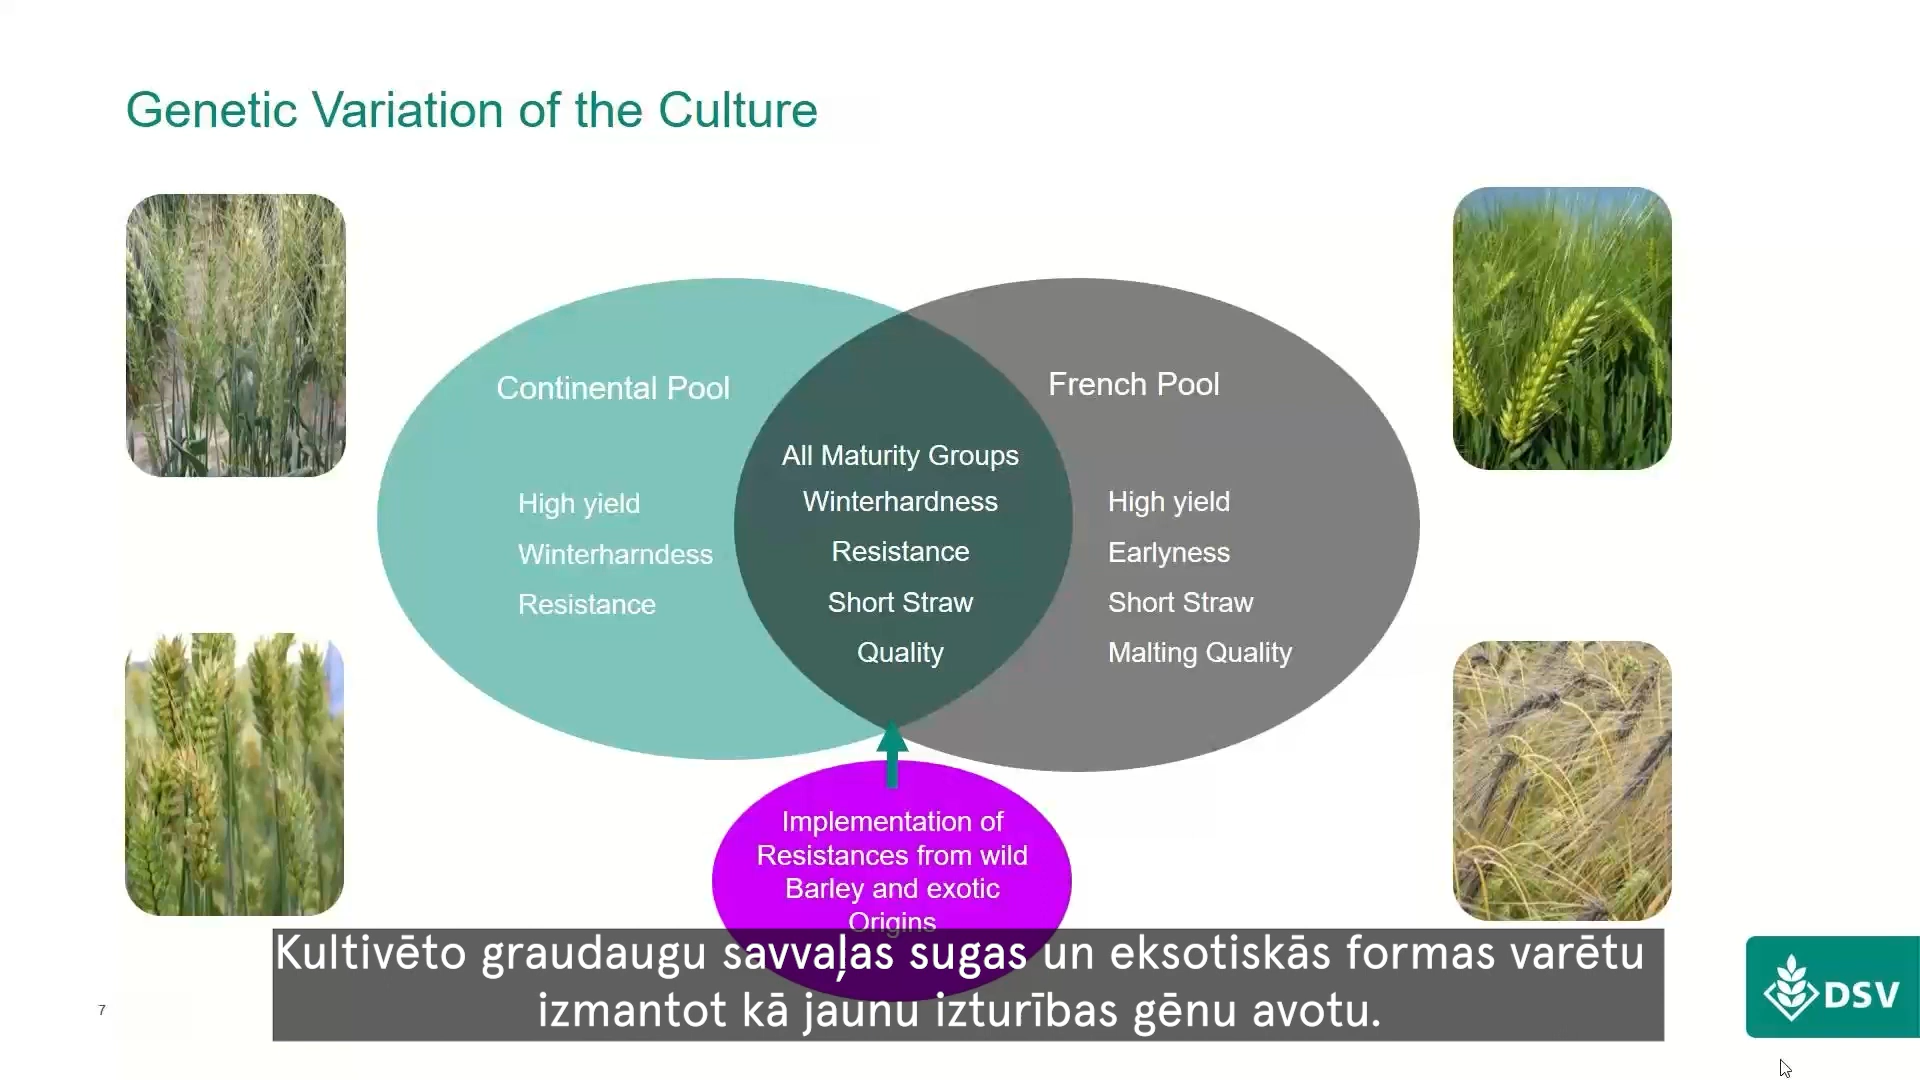 Genetic Variation of the Culture
Continental Pool
High yield
Winterharndess
Resistance
All Maturity Groups
Winterhardness
Resistance
Short Straw
Quality
French Pool
High yield
Earlyness
Short Straw
Malting Quality
Implementation of
Resistances from wild
Barley and exotic
Origins
Kultivēto graudaugu savvaļas sugas un eksotiskās formas varētu
izmantot kā jaunu izturības gēnu avotu.
7
DSV